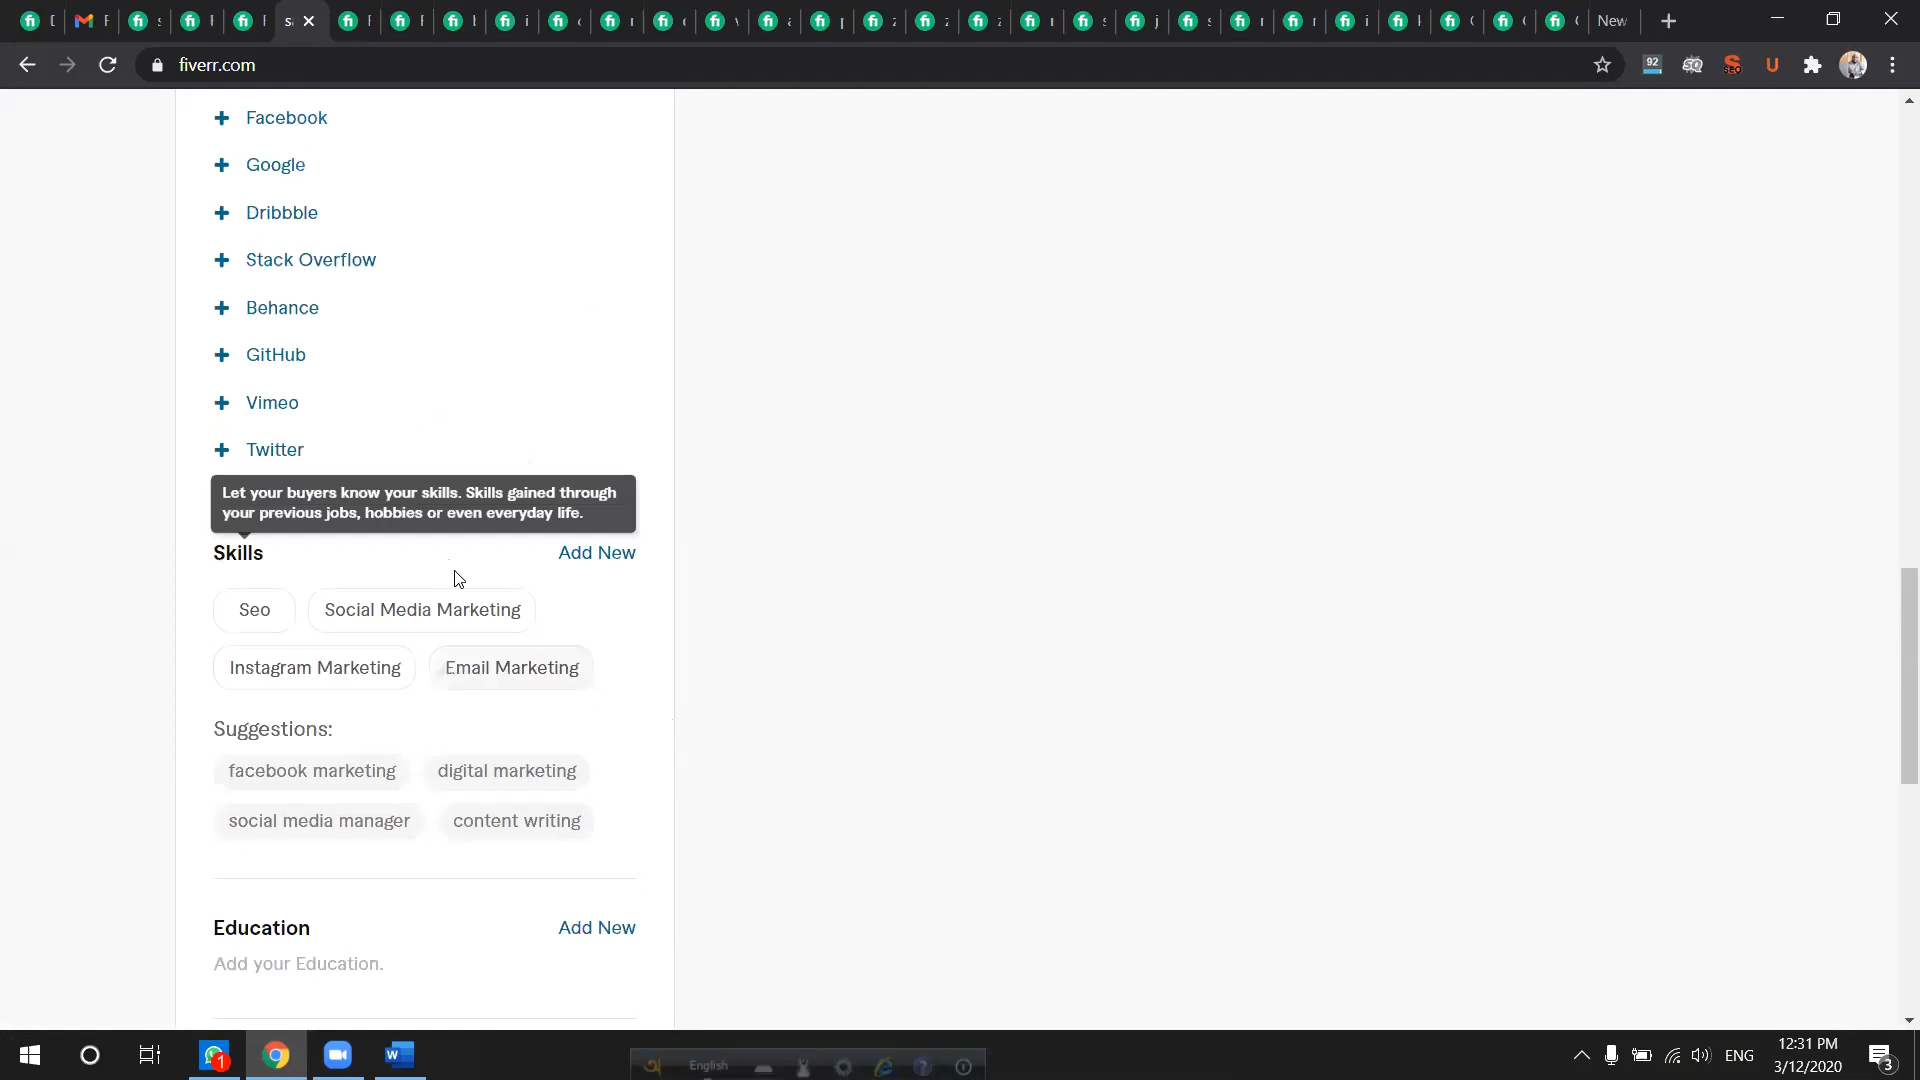 New
fiverr.com
92
Facebook
Google
Dribbble
Stack Overflow
Behance
GitHub
Vimeo
Twitter
Let your buyers know your skills. Skills gained through
your previous jobs, hobbies or even everyday life.
Skills
Add New
Seo
Social Media Marketing
Instagram Marketing
Email Marketing
Suggestions:
facebook marketing
digital marketing
social media manager
content writing
Education
Add New
Add your Education.
English
ENG
12:31 PM
3/12/2020
3